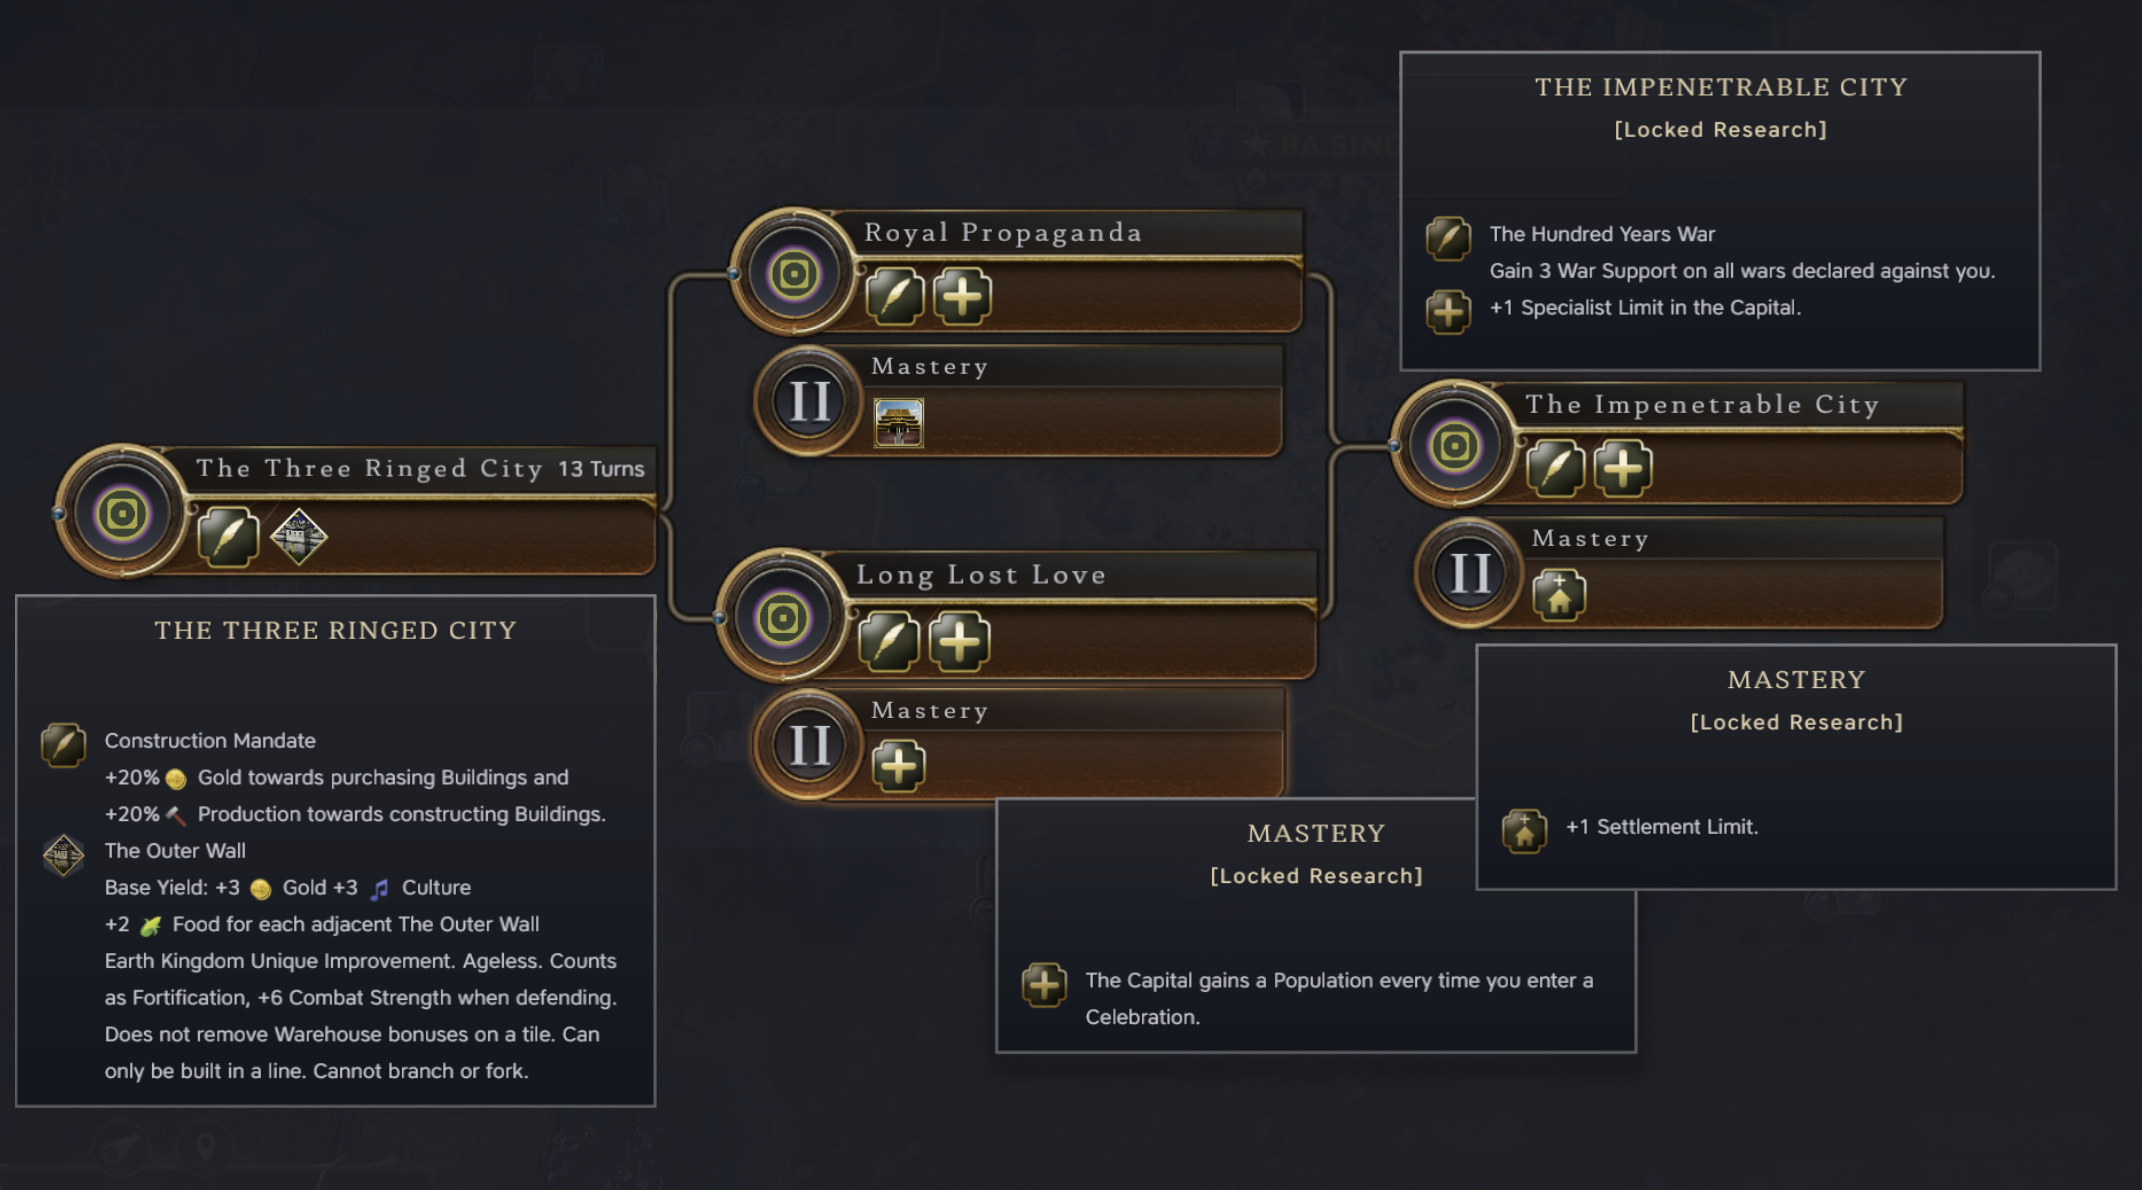 THE IMPENETRABLE CITY
[Locked Research]
The Hundred Years War
Gain 3 War Support on all wars declared against you.
+1 Specialist Limit in the Capital.
BA SING
Royal Propaganda
II
Mastery
The Impenetrable City
II
Mastery
The Three Ringed City 13 Turns
Long Lost Love
II
Mastery
THE THREE RINGED CITY
Construction Mandate
+20% Gold towards purchasing Buildings and
+20% Production towards constructing Buildings.
The Outer Wall
Base Yield: +3 Gold +3 Culture
+2 Food for each adjacent The Outer Wall
Earth Kingdom Unique Improvement. Ageless. Counts
as Fortification, +6 Combat Strength when defending.
Does not remove Warehouse bonuses on a tile. Can
only be built in a line. Cannot branch or fork.
MASTERY
[Locked Research]
The Capital gains a Population every time you enter a
Celebration.
MASTERY
[Locked Research]
+1 Settlement Limit.